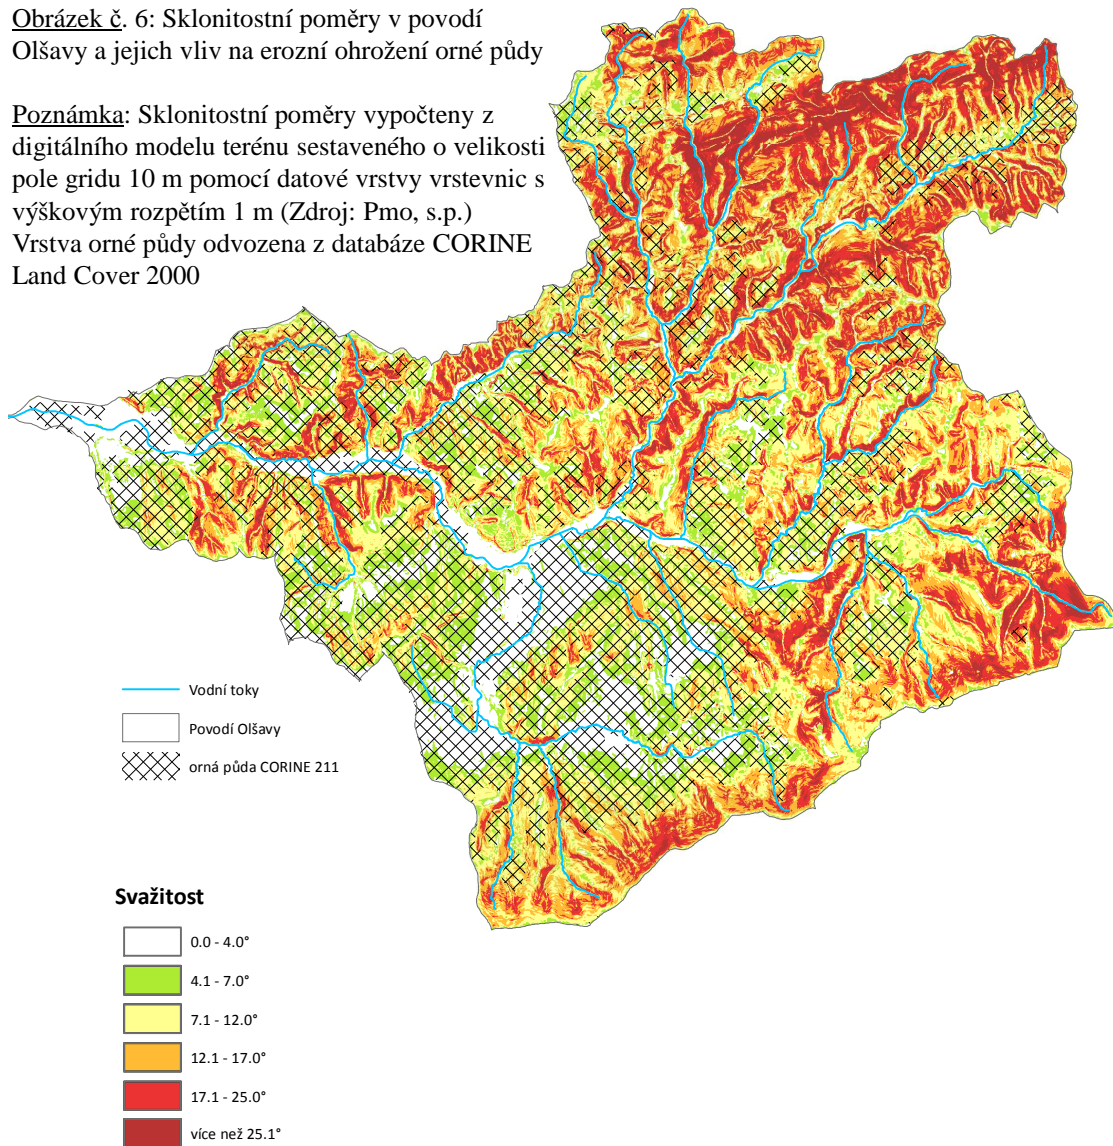 Obrázek č. 6: Sklonitostní poměry v povodí
Olšavy a jejich vliv na erozní ohrožení orné půdy
Poznámka: Sklonitostní poměry vypočteny z
digitálního modelu terénu sestaveného o velikosti
pole gridu 10 m pomocí datové vrstvy vrstevnic s
výškovým rozpětím 1 m (Zdroj: Pmo, s.p.)
Vrstva orné půdy odvozena z databáze CORINE
Land Cover 2000
Vodní toky
Povodí Olšavy
orná půda CORINE 211
Svažitost
0.0 - 4.0°
4.1 - 7.0°
7.1 - 12.0°
12.1 - 17.0°
17.1 - 25.0°
více než 25.1°